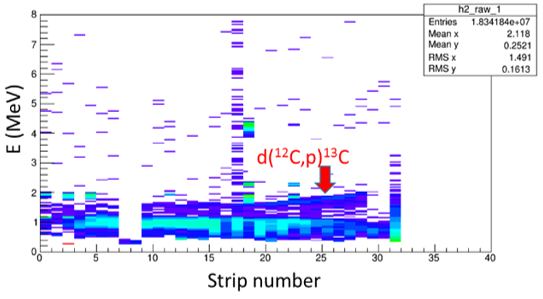 h2_raw_1
Entries 1.834184e+07
Mean x 2.118
Mean y 0.2521
RMS x 1.491
RMS y 0.1613
8
7
6
5
4
3
2
1
0
E (MeV)
d(¹²C,p)¹³C
0 5 10 15 20 25 30 35 40
Strip number